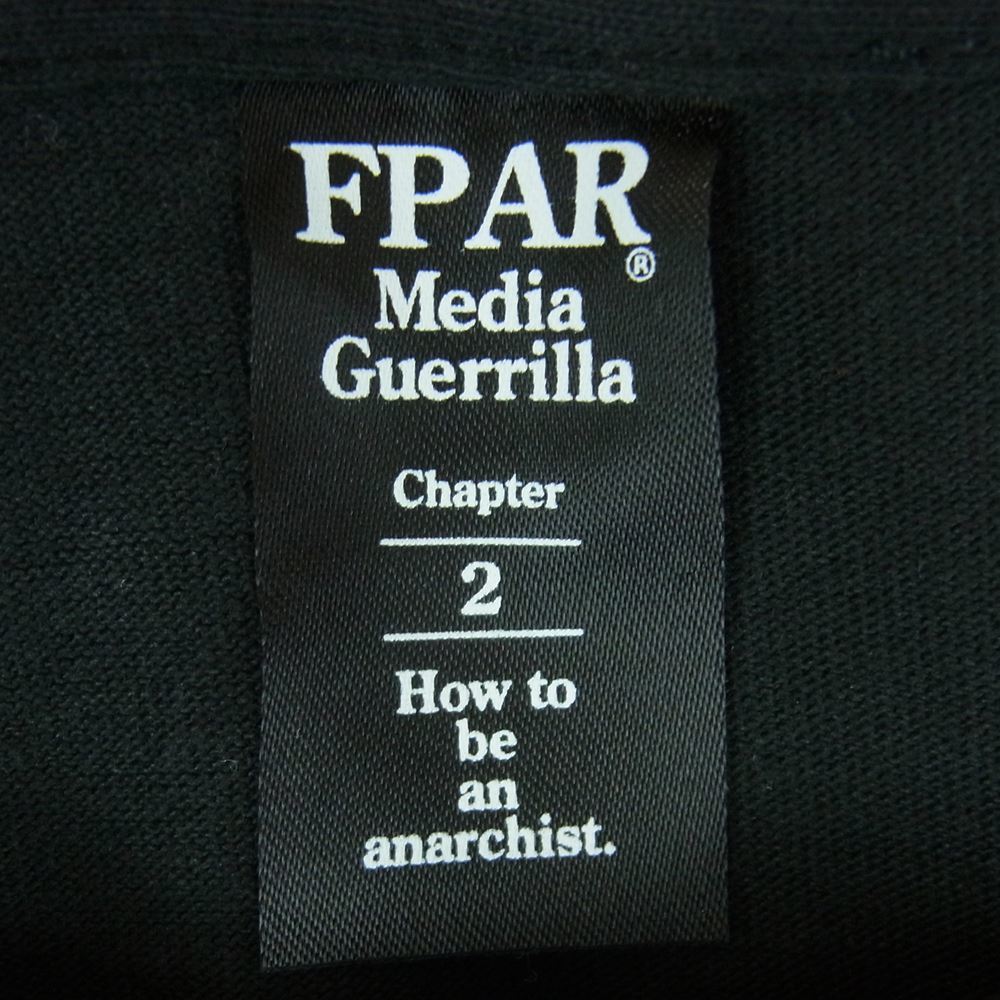 FPAR
®
Media
Guerrilla
Chapter
2
How to
be
an
anarchist.